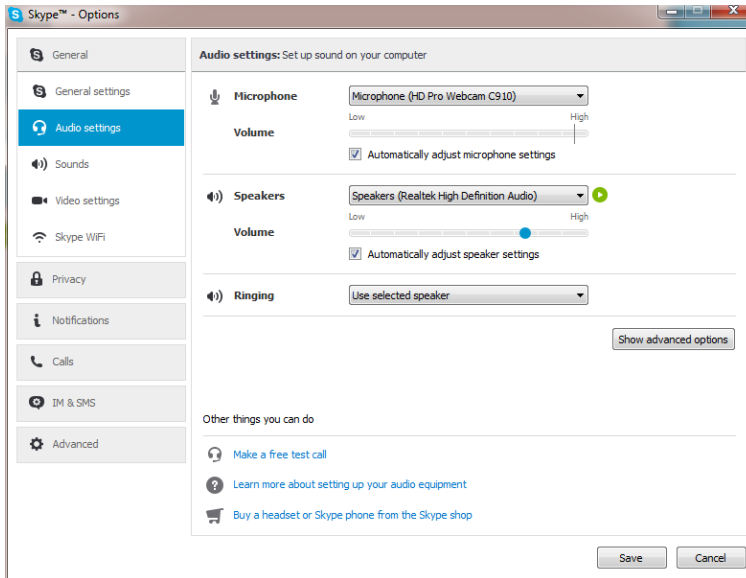 Skype™ - Options
General
General settings
Audio settings
Sounds
Video settings
Skype WiFi
Privacy
Notifications
Calls
IM & SMS
Advanced
Audio settings: Set up sound on your computer
Microphone Microphone (HD Pro Webcam C910)
Low High
Volume
Automatically adjust microphone settings
Speakers Speakers (Realtek High Definition Audio)
Low High
Volume
Automatically adjust speaker settings
Ringing Use selected speaker
Show advanced options
Other things you can do
Make a free test call
Learn more about setting up your audio equipment
Buy a headset or Skype phone from the Skype shop
Save Cancel